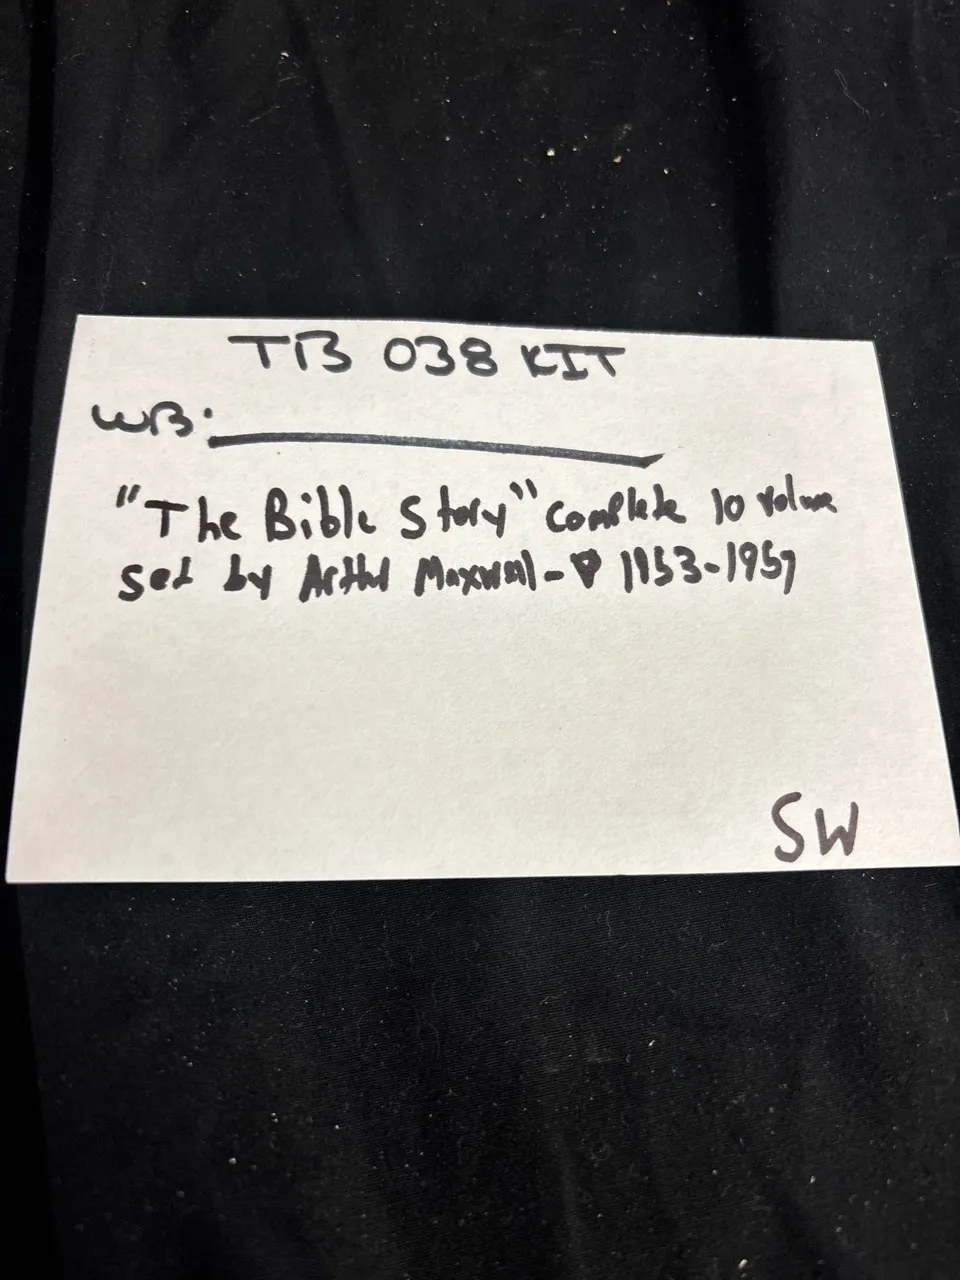 TB 038 KIT
WB:
"The Bible Story" Complete 10 volume
set by Arthur Maxwell - 1953-1957
SW